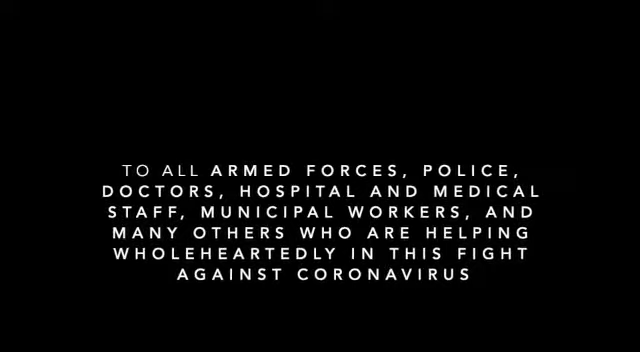 TO ALL ARMED FORCES, POLICE,
DOCTORS, HOSPITAL AND MEDICAL
STAFF, MUNICIPAL WORKERS, AND
MANY OTHERS WHO ARE HELPING
WHOLEHEARTEDLY IN THIS FIGHT
AGAINST CORONAVIRUS